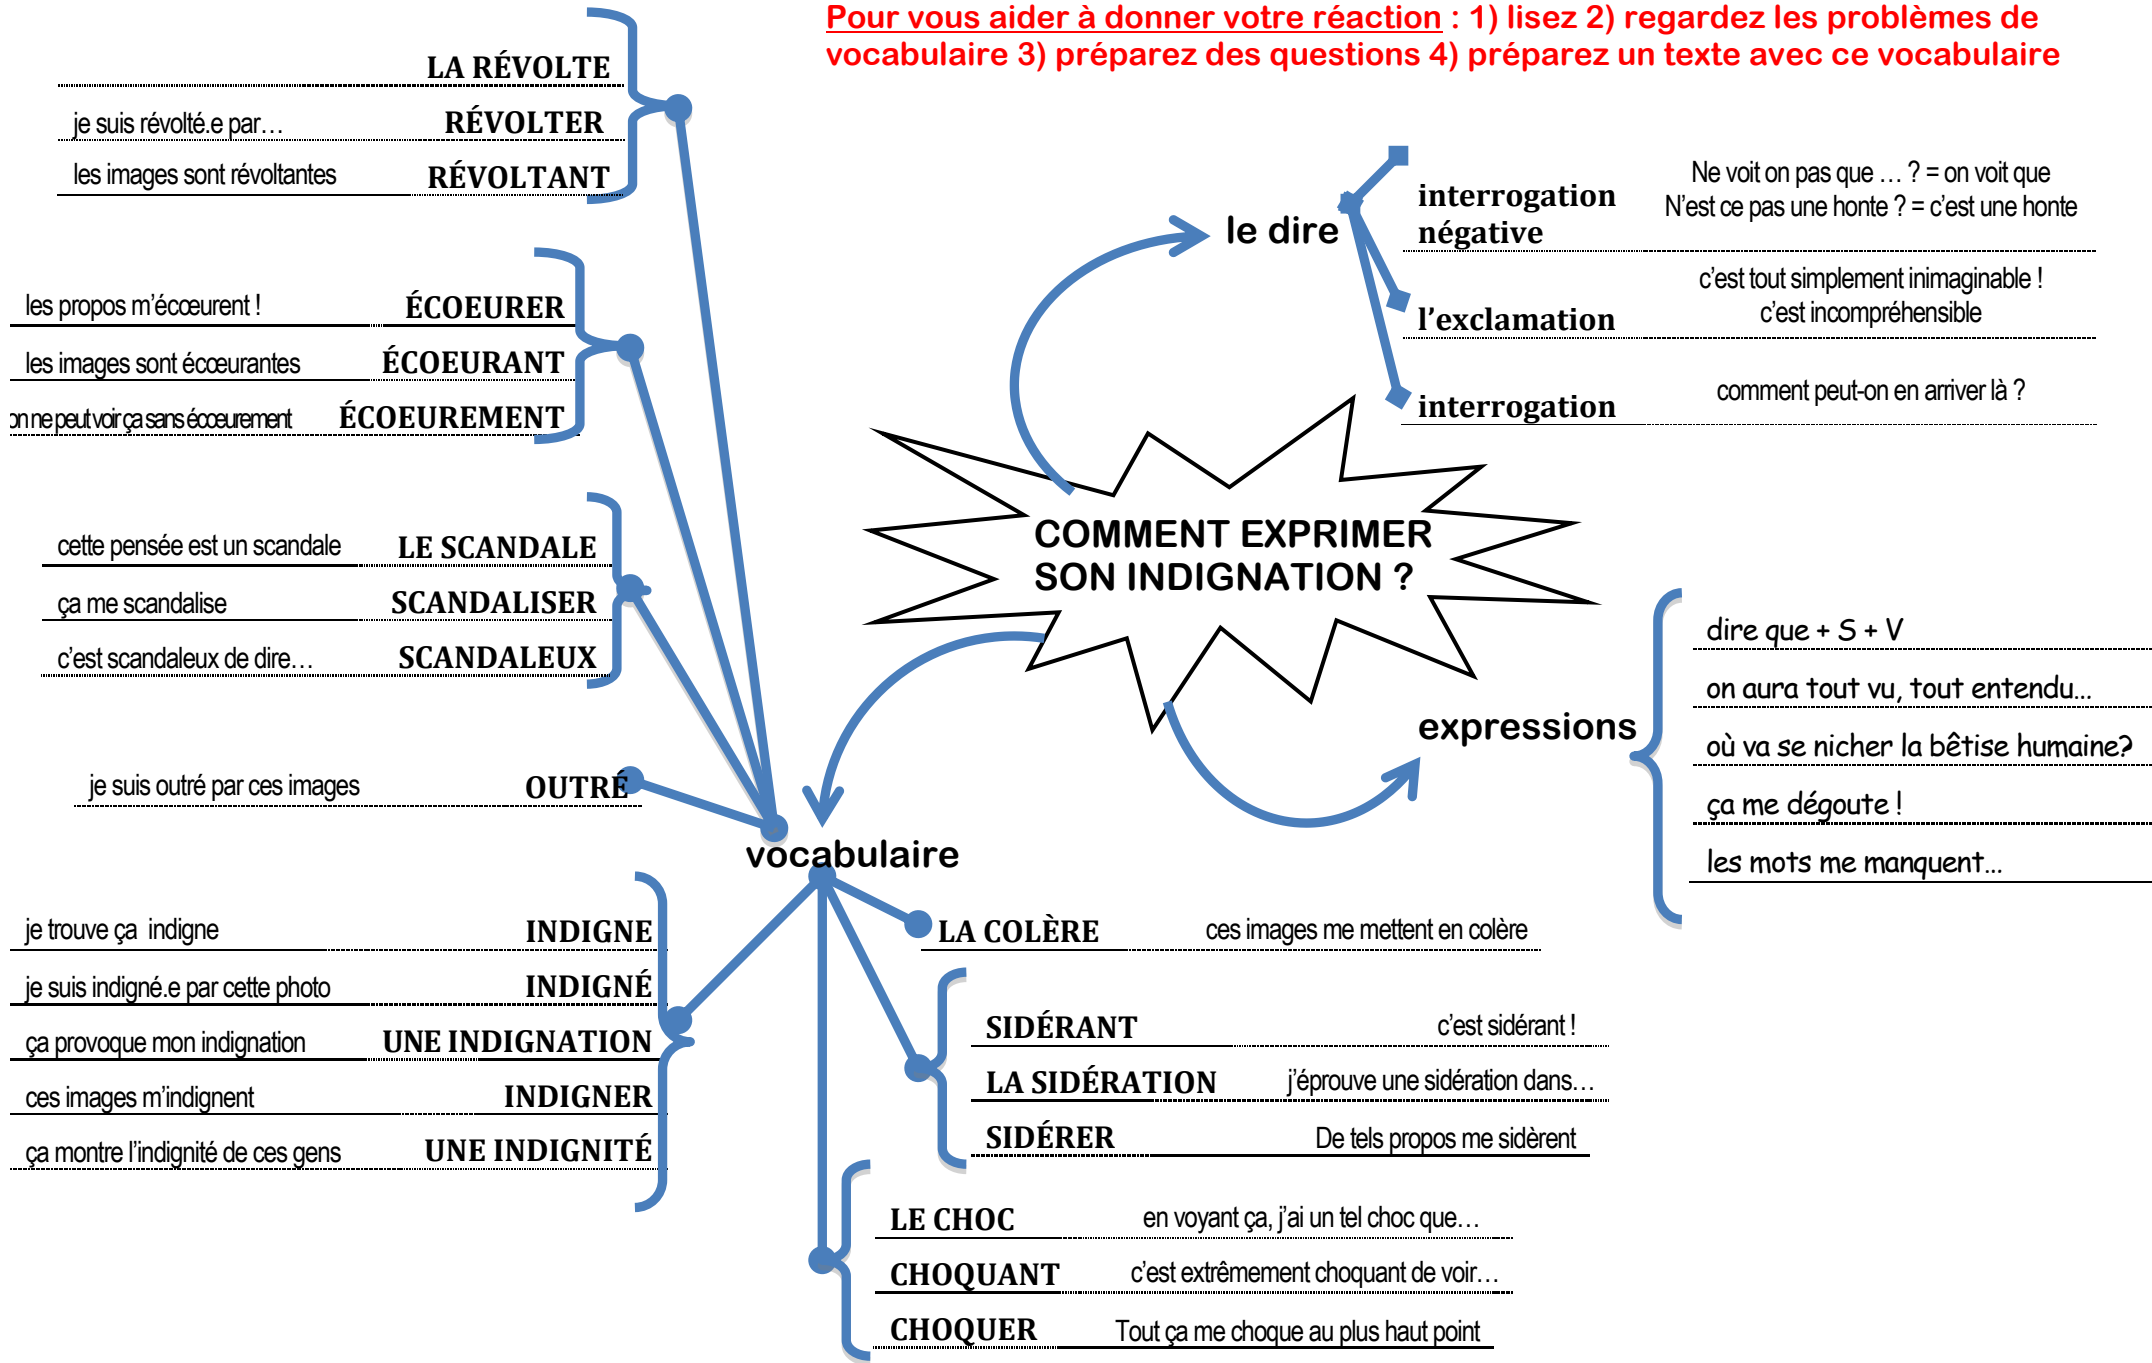 Pour vous aider à donner votre réaction : 1) lisez 2) regardez les problèmes de
vocabulaire 3) préparez des questions 4) préparez un texte avec ce vocabulaire
LA RÉVOLTE
je suis révolté.e par… RÉVOLTER
les images sont révoltantes RÉVOLTANT
les propos m'écœurent ! ÉCOEURER
les images sont écœurantes ÉCOEURANT
on ne peut voir ça sans écœurement ÉCOEUREMENT
cette pensée est un scandale LE SCANDALE
ça me scandalise SCANDALISER
c'est scandaleux de dire… SCANDALEUX
je suis outré par ces images OUTRÉ
je trouve ça indigne INDIGNE
je suis indigné.e par cette photo INDIGNÉ
ça provoque mon indignation UNE INDIGNATION
ces images m'indignent INDIGNER
ça montre l'indignité de ces gens UNE INDIGNITÉ
le dire
interrogation
négative
Ne voit on pas que … ? = on voit que
N'est ce pas une honte ? = c'est une honte
l'exclamation
c'est tout simplement inimaginable !
c'est incompréhensible
interrogation
comment peut-on en arriver là ?
COMMENT EXPRIMER
SON INDIGNATION ?
expressions
dire que + S + V
on aura tout vu, tout entendu…
où va se nicher la bêtise humaine?
ça me dégoute !
les mots me manquent…
vocabulaire
LA COLÈRE ces images me mettent en colère
SIDÉRANT c'est sidérant !
LA SIDÉRATION j'éprouve une sidération dans…
SIDÉRER De tels propos me sidèrent
LE CHOC en voyant ça, j'ai un tel choc que…
CHOQUANT c'est extrêmement choquant de voir…
CHOQUER Tout ça me choque au plus haut point